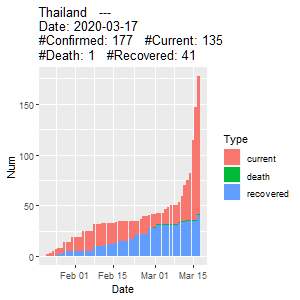 Thailand   ---
Date: 2020-03-17
#Confirmed: 177   #Current: 135
#Death: 1   #Recovered: 41
150
100
50
0
Num
Feb 01
Feb 15
Mar 01
Mar 15
Date
Type
current
death
recovered